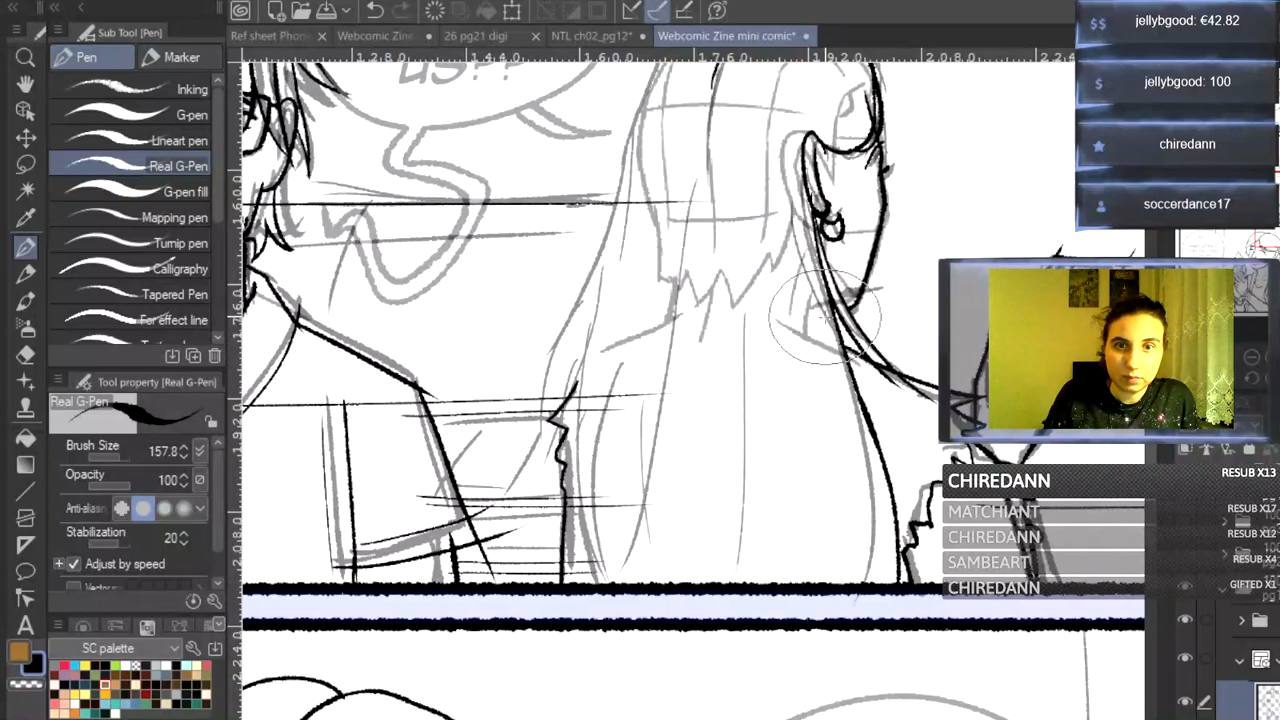 Sub Tool [Pen]
Pen
Marker
Inking
G-pen
Lineart pen
Real G-Pen
G-pen fill
Mapping pen
Turnip pen
Calligraphy
Tapered Pen
For effect line
Tool property [Real G-Pen]
Real G-Pen
Brush Size 157.8
Opacity 100
Anti-alias
Stabilization 20
Adjust by speed
SC palette
Ref sheet Phone
Webcomic Zine
26 pg21 digi
NTL ch02_pg12*
Webcomic Zine mini comic*
us??
jellybgood: €42.82
jellybgood: 100
chiredann
soccerdance17
CHIREDANN RESUB X13
MATCHIANT RESUB X17
CHIREDANN RESUB X12
SAMBEART RESUB X4
CHIREDANN GIFTED X1